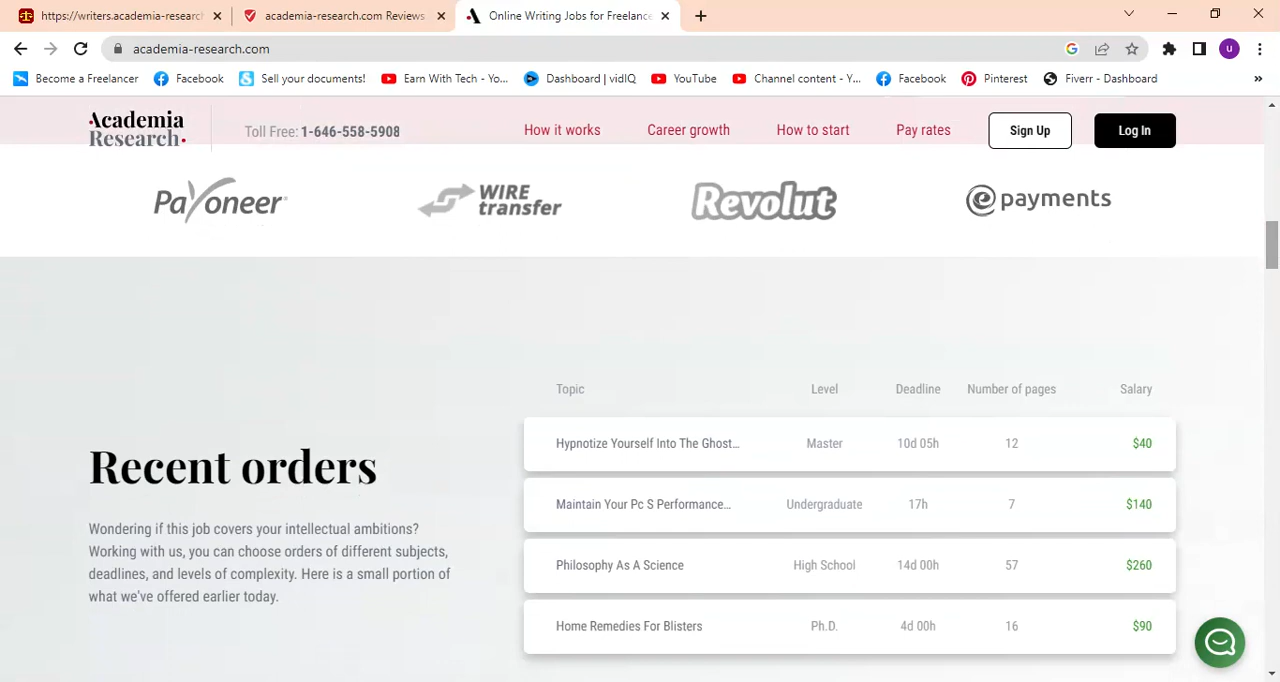 https://writers.academia-research
academia-research.com Reviews
Online Writing Jobs for Freelance
academia-research.com
u
Become a Freelancer
Facebook
Sell your documents!
Earn With Tech - Yo...
Dashboard | vidIQ
YouTube
Channel content - Y...
Facebook
Pinterest
Fiverr - Dashboard
»
Academia
Research
Toll Free: 1-646-558-5908
How it works
Career growth
How to start
Pay rates
Sign Up
Log In
Payoneer
WIRE
transfer
Revolut
payments
Topic Level Deadline Number of pages Salary
Hypnotize Yourself Into The Ghost... Master 10d 05h 12 $40
Maintain Your Pc S Performance... Undergraduate 17h 7 $140
Philosophy As A Science High School 14d 00h 57 $260
Home Remedies For Blisters Ph.D. 4d 00h 16 $90
Recent orders
Wondering if this job covers your intellectual ambitions?
Working with us, you can choose orders of different subjects,
deadlines, and levels of complexity. Here is a small portion of
what we've offered earlier today.